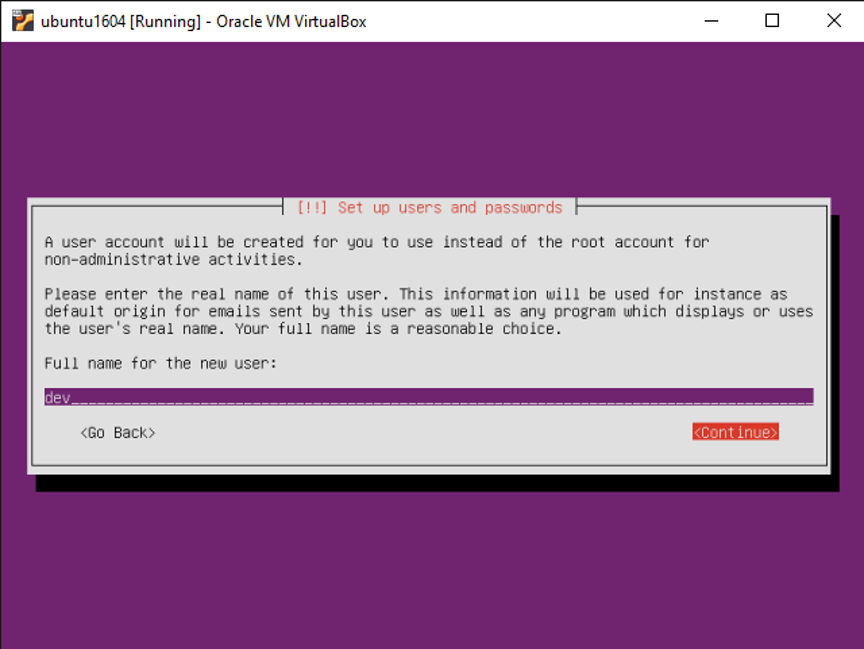 ubuntu1604 [Running] - Oracle VM VirtualBox
[!!] Set up users and passwords
A user account will be created for you to use instead of the root account for
non-administrative activities.
Please enter the real name of this user. This information will be used for instance as
default origin for emails sent by this user as well as any program which displays or uses
the user's real name. Your full name is a reasonable choice.
Full name for the new user:
dev
<Go Back> <Continue>